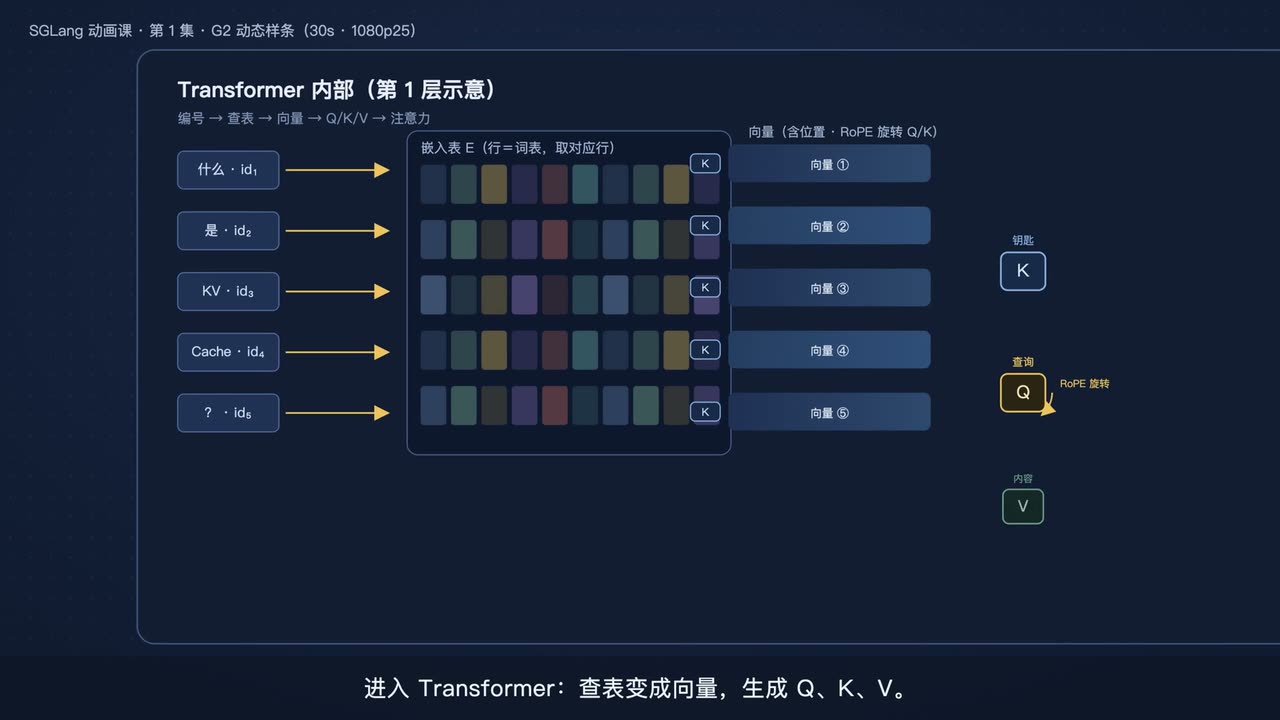 SGLang 动画课 · 第 1 集 · G2 动态样条（30s · 1080p25）
Transformer 内部（第 1 层示意）
编号 → 查表 → 向量 → Q/K/V → 注意力
什么 · id₁
是 · id₂
KV · id₃
Cache · id₄
？ · id₅
嵌入表 E（行＝词表，取对应行）
K
K
K
K
K
向量（含位置 · RoPE 旋转 Q/K）
向量 ①
向量 ②
向量 ③
向量 ④
向量 ⑤
钥匙
K
查询
Q
RoPE 旋转
内容
V
进入 Transformer：查表变成向量，生成 Q、K、V。